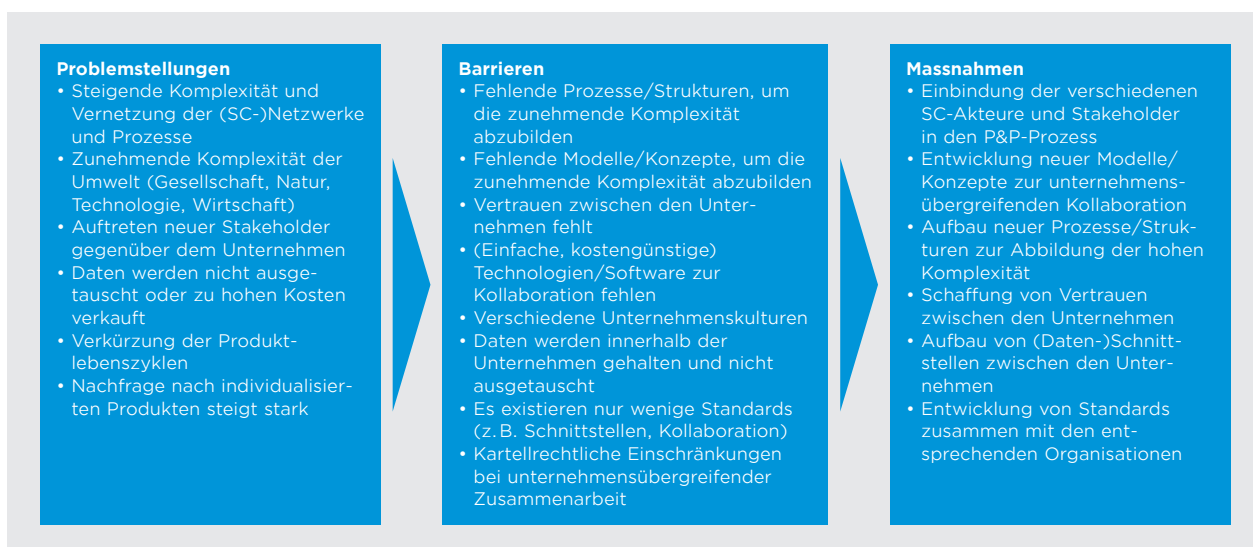 Problemstellungen
• Steigende Komplexität und
Vernetzung der (SC-)Netzwerke
und Prozesse
• Zunehmende Komplexität der
Umwelt (Gesellschaft, Natur,
Technologie, Wirtschaft)
• Auftreten neuer Stakeholder
gegenüber dem Unternehmen
• Daten werden nicht ausge-
tauscht oder zu hohen Kosten
verkauft
• Verkürzung der Produkt-
lebenszyklen
• Nachfrage nach individualisier-
ten Produkten steigt stark
Barrieren
• Fehlende Prozesse/Strukturen, um
die zunehmende Komplexität
abzubilden
• Fehlende Modelle/Konzepte, um die
zunehmende Komplexität abzubilden
• Vertrauen zwischen den Unter-
nehmen fehlt
• (Einfache, kostengünstige)
Technologien/Software zur
Kollaboration fehlen
• Verschiedene Unternehmenskulturen
• Daten werden innerhalb der
Unternehmen gehalten und nicht
ausgetauscht
• Es existieren nur wenige Standards
(z. B. Schnittstellen, Kollaboration)
• Kartellrechtliche Einschränkungen
bei unternehmensübergreifender
Zusammenarbeit
Massnahmen
• Einbindung der verschiedenen
SC-Akteure und Stakeholder
in den P&P-Prozess
• Entwicklung neuer Modelle/
Konzepte zur unternehmens-
übergreifenden Kollaboration
• Aufbau neuer Prozesse/Struk-
turen zur Abbildung der hohen
Komplexität
• Schaffung von Vertrauen
zwischen den Unternehmen
• Aufbau von (Daten-)Schnitt-
stellen zwischen den Unter-
nehmen
• Entwicklung von Standards
zusammen mit den ent-
sprechenden Organisationen